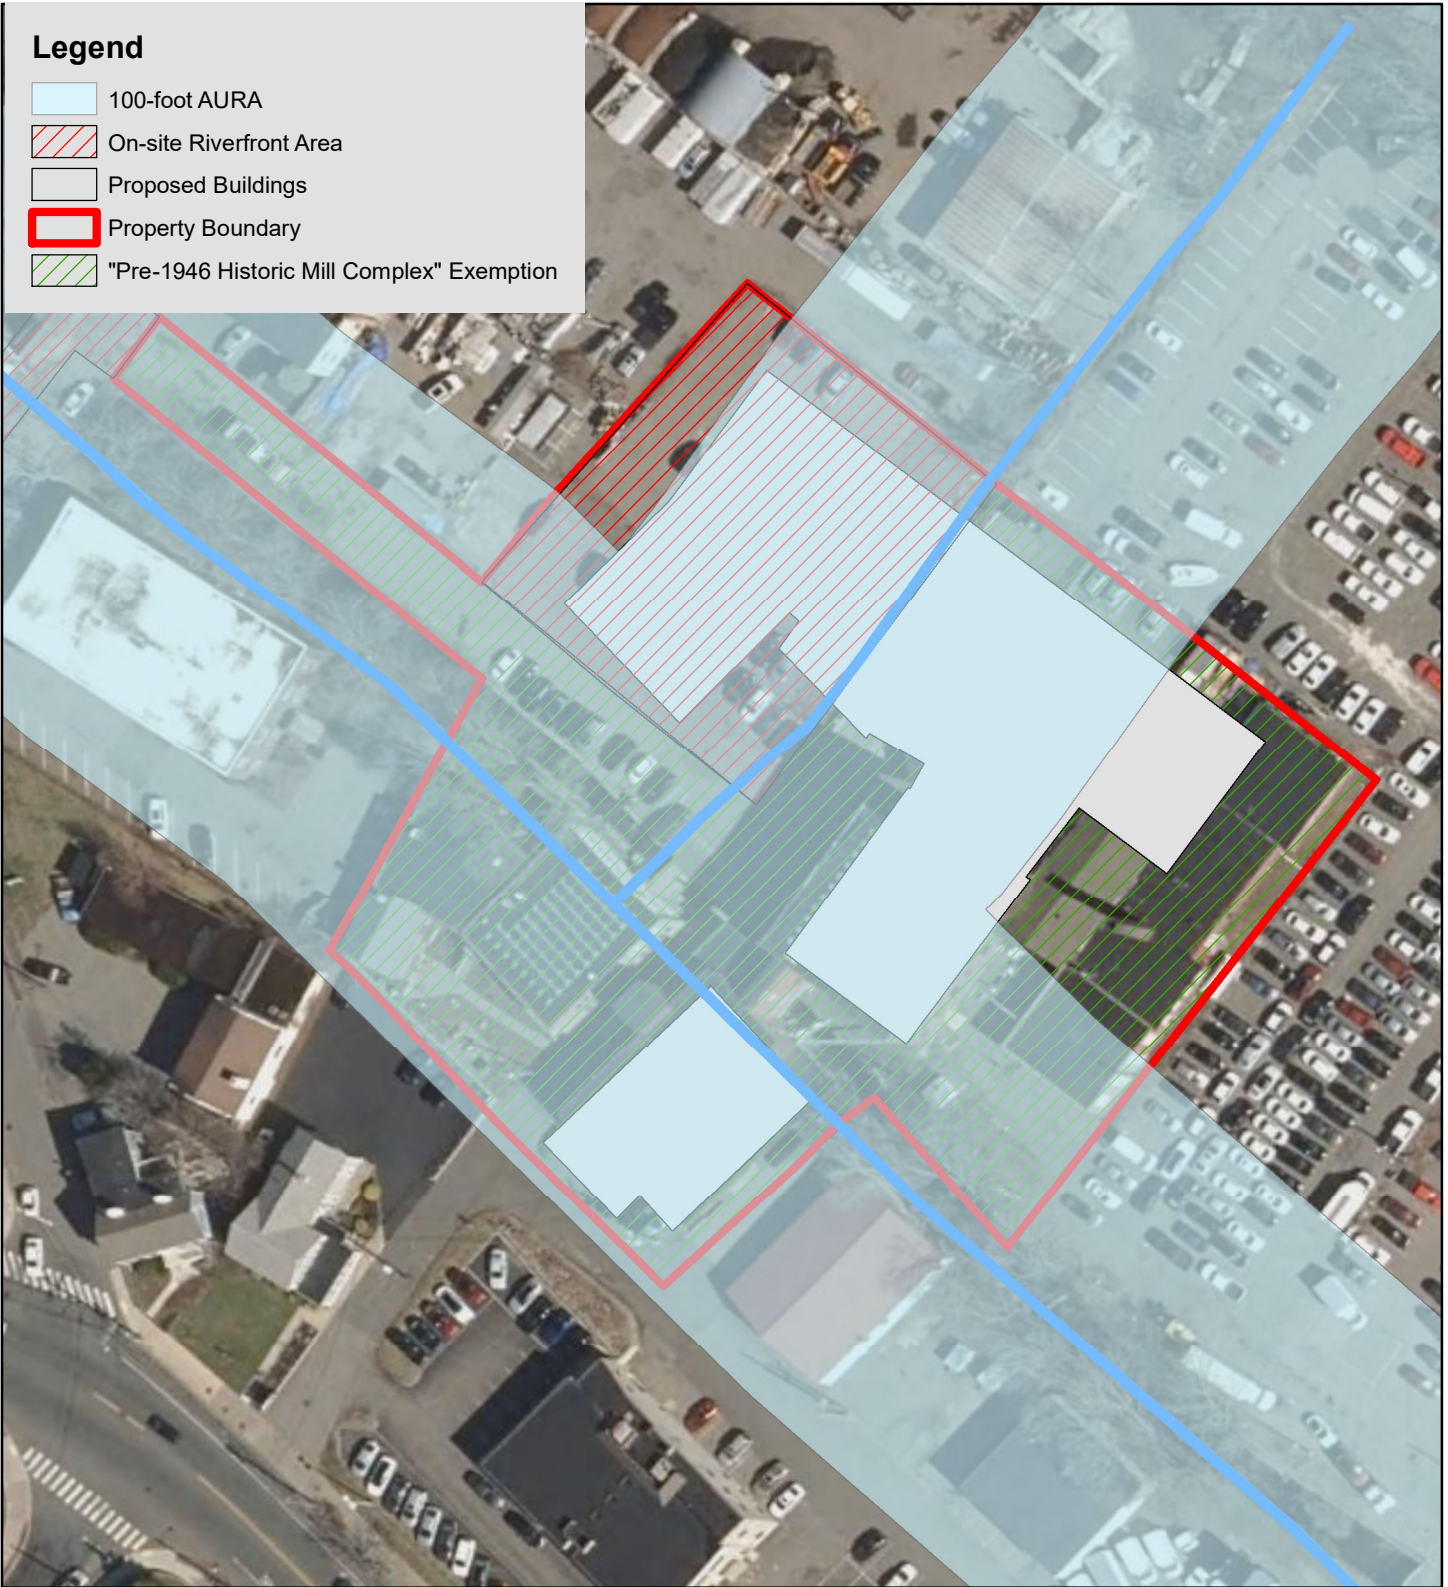 Legend
100-foot AURA
On-site Riverfront Area
Proposed Buildings
Property Boundary
"Pre-1946 Historic Mill Complex" Exemption